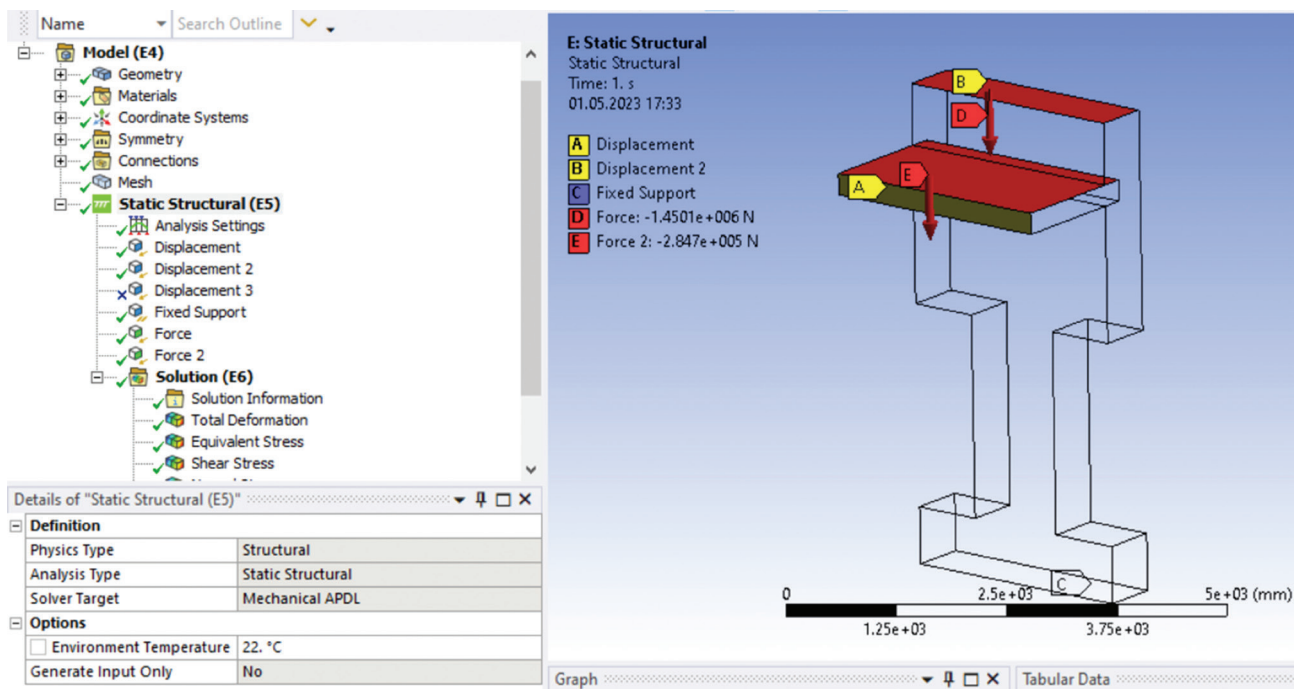 Name
Search Outline
Model (E4)
Geometry
Materials
Coordinate Systems
Symmetry
Connections
Mesh
Static Structural (E5)
Analysis Settings
Displacement
Displacement 2
Displacement 3
Fixed Support
Force
Force 2
Solution (E6)
Solution Information
Total Deformation
Equivalent Stress
Shear Stress
Details of "Static Structural (E5)"
Definition
Physics Type Structural
Analysis Type Static Structural
Solver Target Mechanical APDL
Options
Environment Temperature 22. °C
Generate Input Only No
E: Static Structural
Static Structural
Time: 1. s
01.05.2023 17:33
A Displacement
B Displacement 2
C Fixed Support
D Force: -1.4501e+006 N
E Force 2: -2.847e+005 N
B
D
E
A
C
0 2.5e+03 5e+03 (mm)
1.25e+03 3.75e+03
Graph
Tabular Data